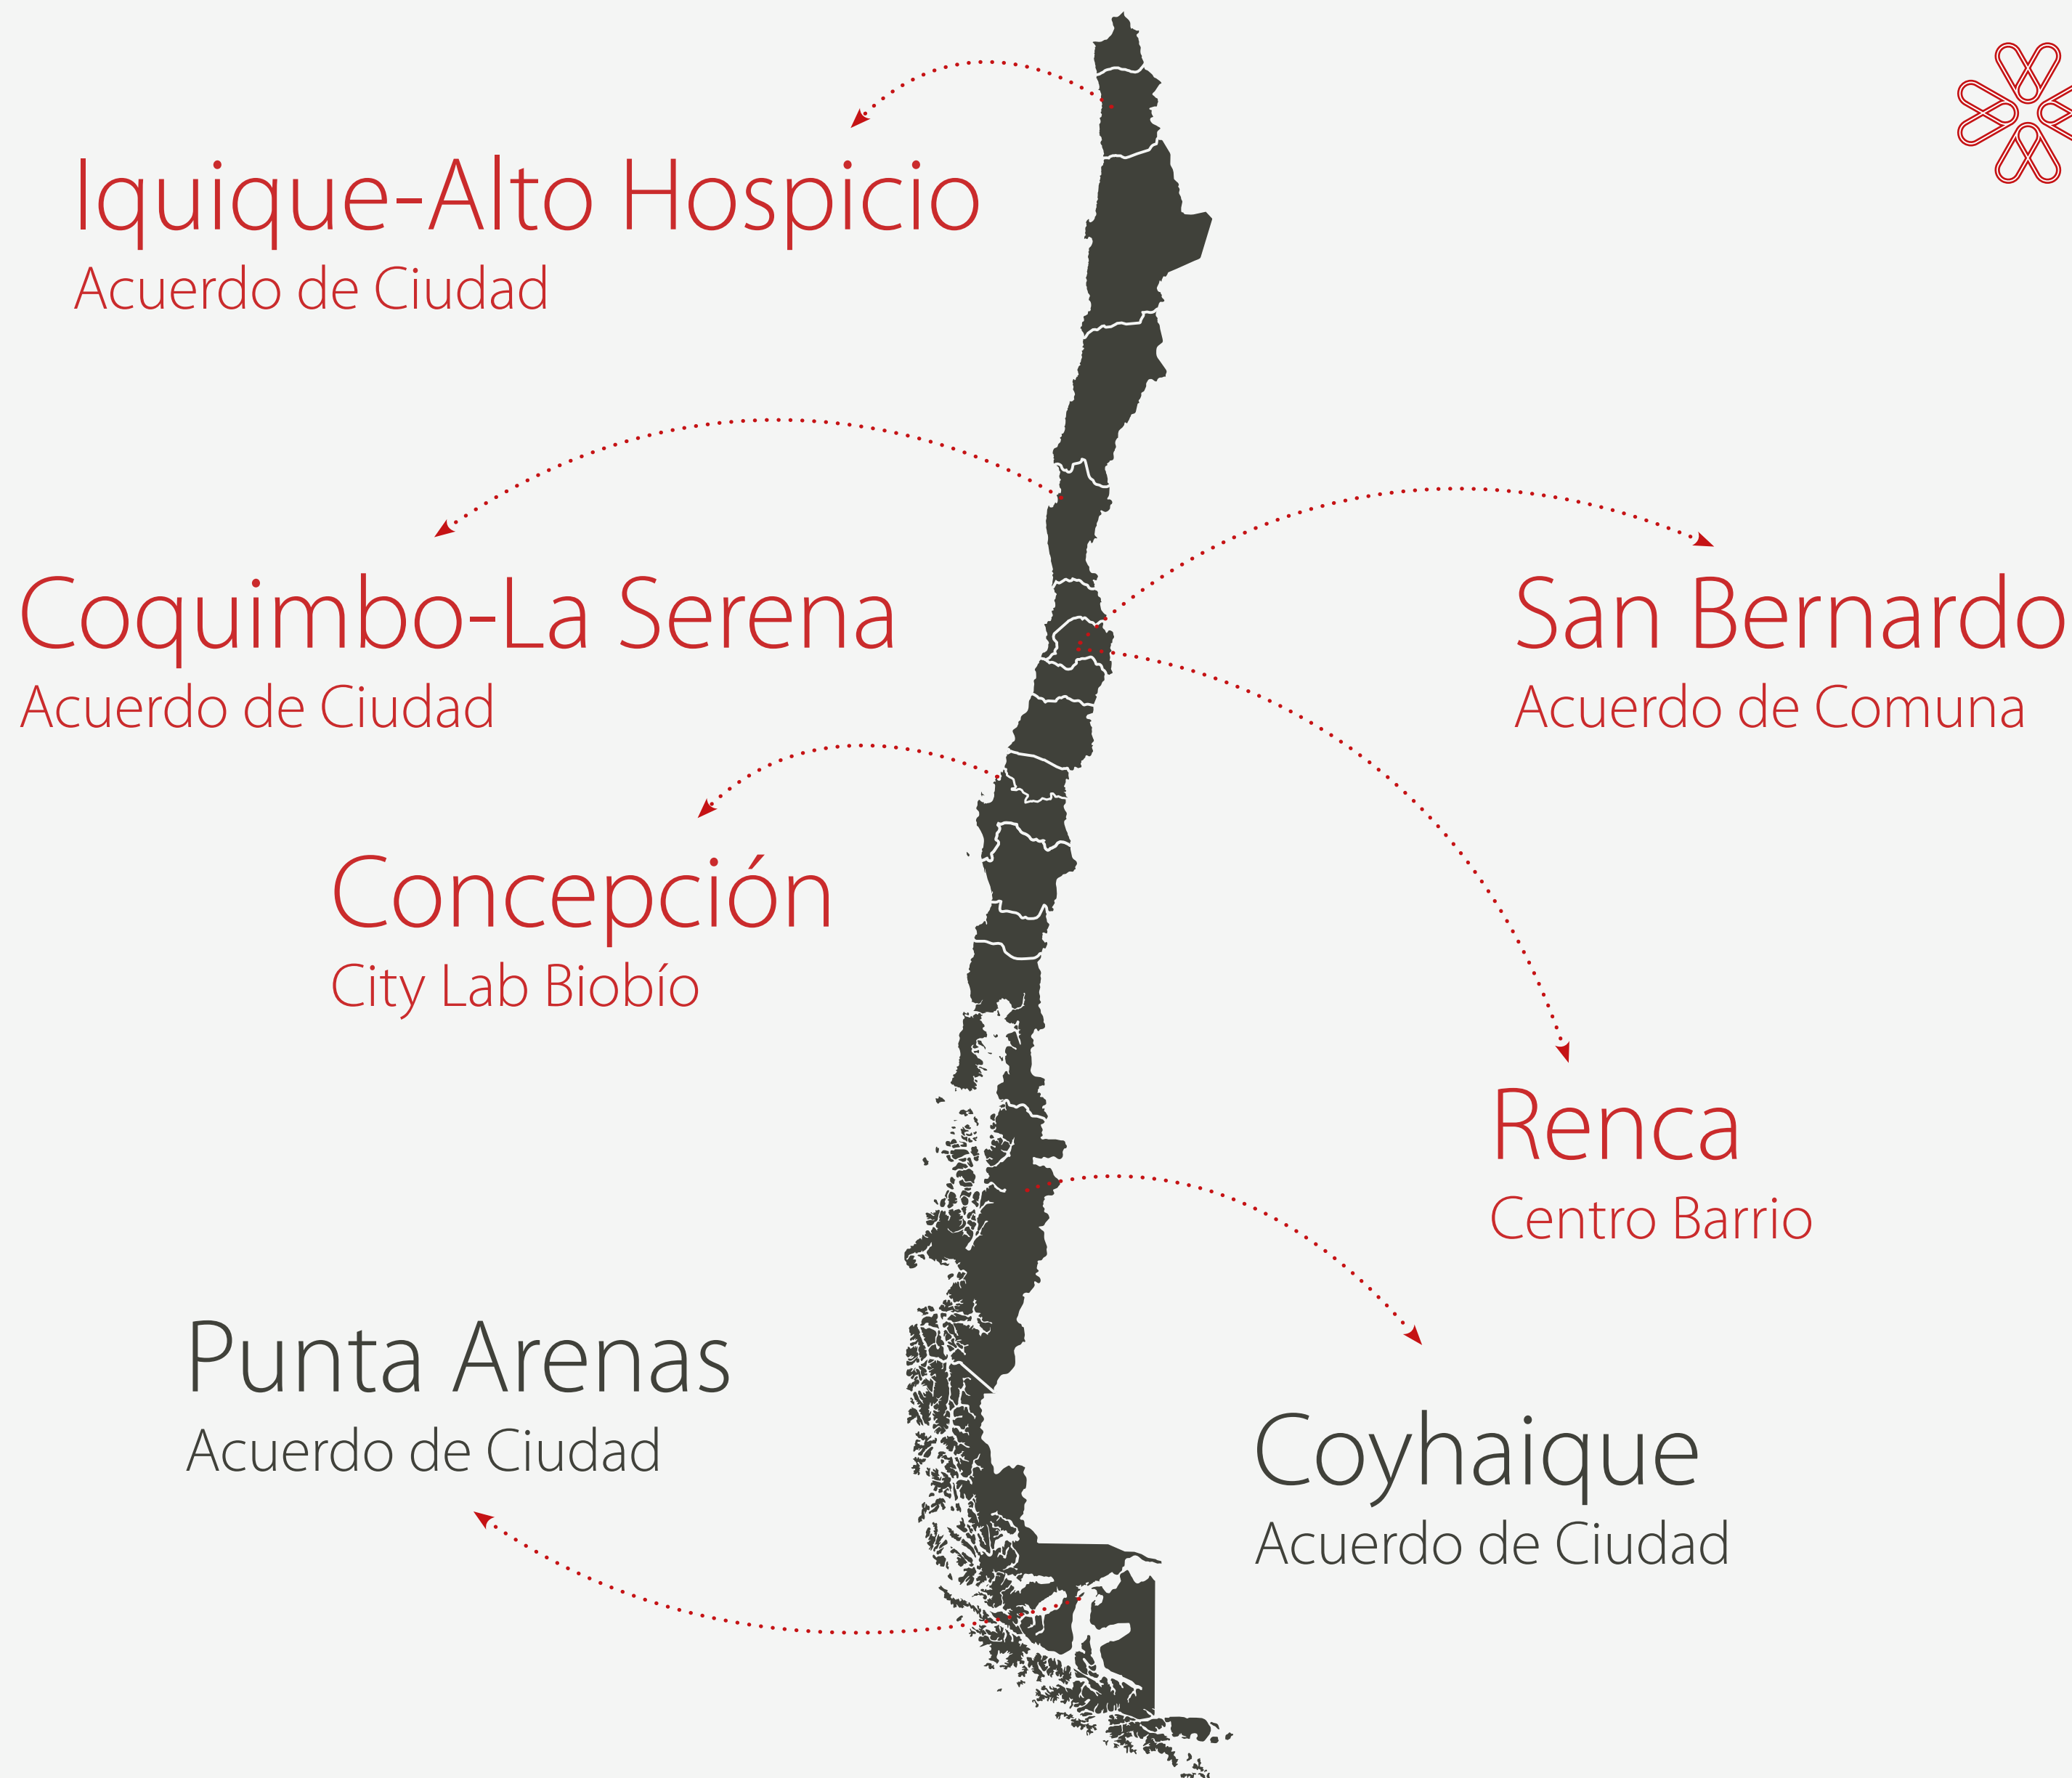 Iquique-Alto Hospicio
Acuerdo de Ciudad
Coquimbo-La Serena
Acuerdo de Ciudad
San Bernardo
Acuerdo de Comuna
Concepción
City Lab Biobío
Renca
Centro Barrio
Punta Arenas
Acuerdo de Ciudad
Coyhaique
Acuerdo de Ciudad